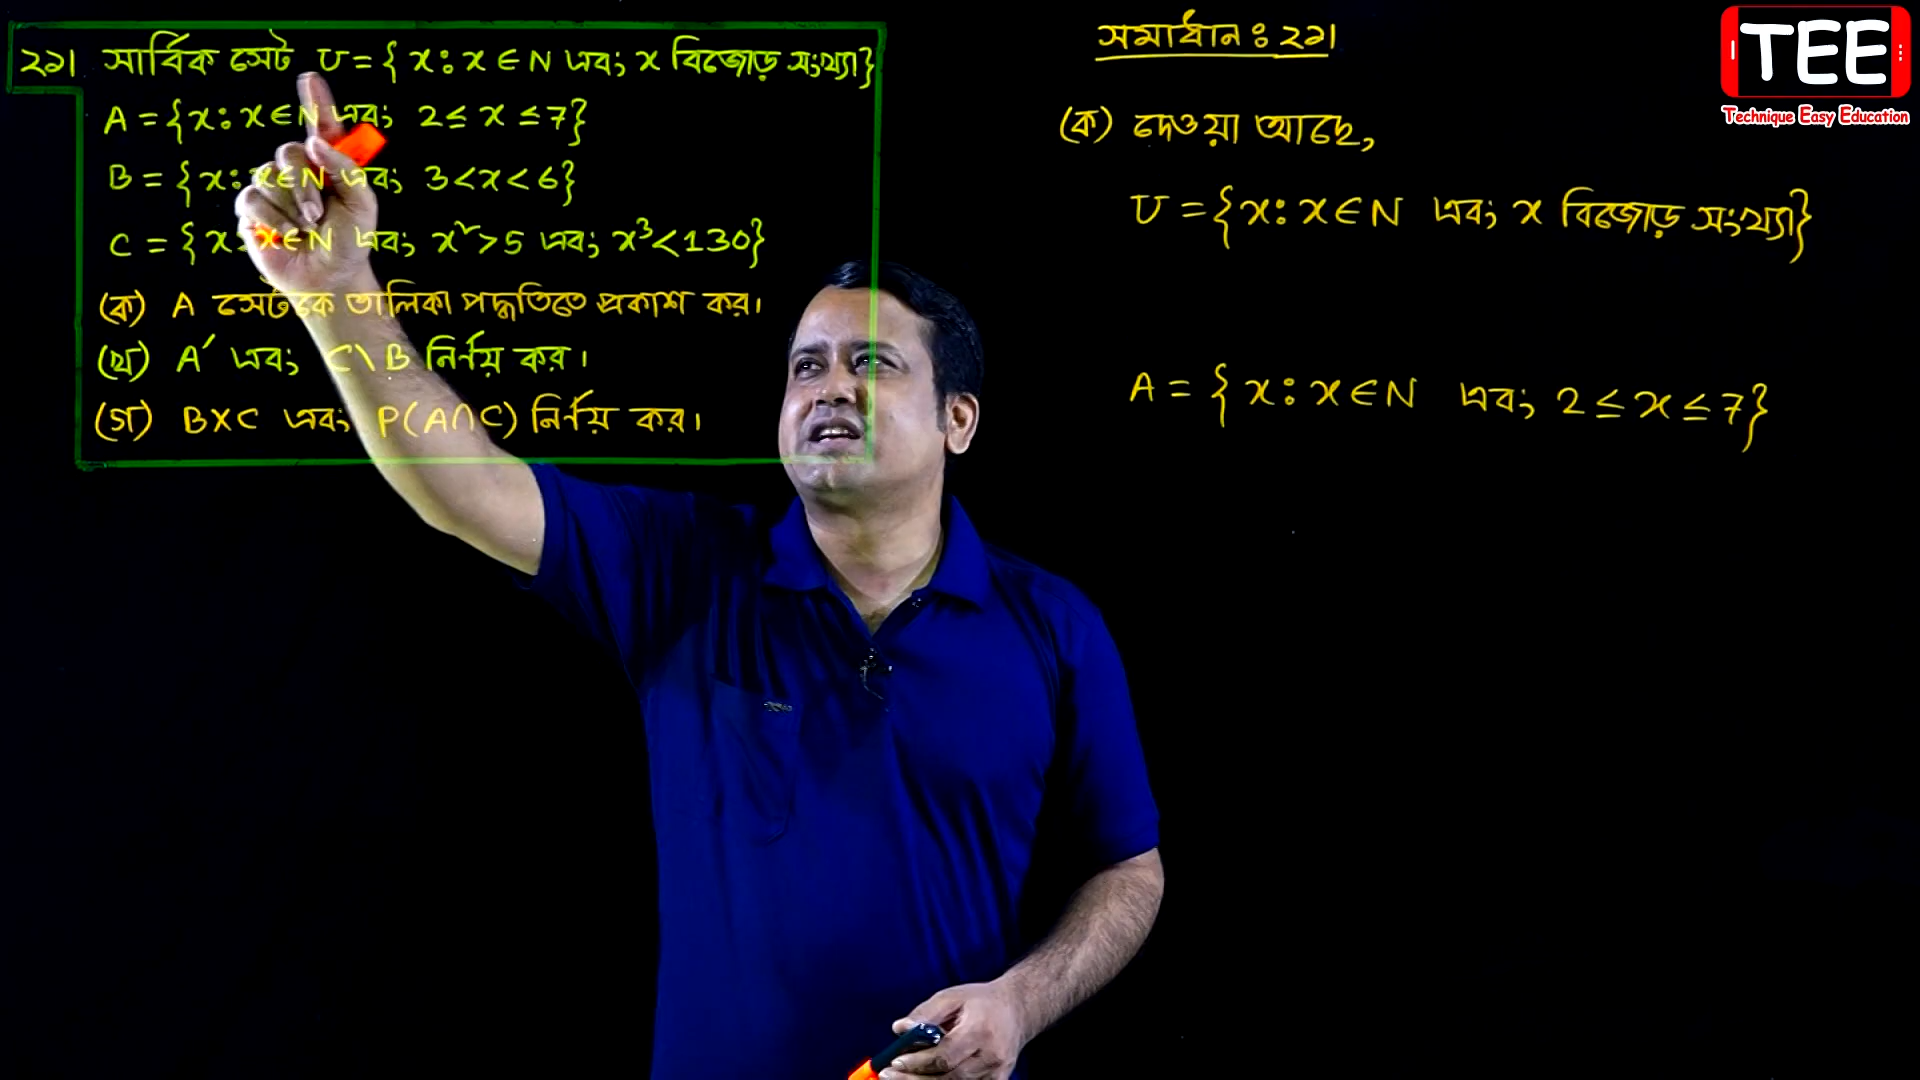 ২১। সার্বিক সেট U = { x : x ∈ N এবং x বিজোড় সংখ্যা }
A = {x : x ∈ N এবং 2 ≤ x ≤ 7}
B = {x : x ∈ N এবং 3 < x < 6}
C = { x : x ∈ N এবং x² > 5 এবং x³ < 130}
(ক) A সেটকে তালিকা পদ্ধতিতে প্রকাশ কর।
(খ) A′ এবং C \ B নির্ণয় কর।
(গ) B×C এবং P(A∩C) নির্ণয় কর।
সমাধান : ২১।
(ক) দেওয়া আছে,
U = {x : x ∈ N এবং x বিজোড় সংখ্যা}
A = { x : x ∈ N এবং 2 ≤ x ≤ 7}
TEE
Technique Easy Education